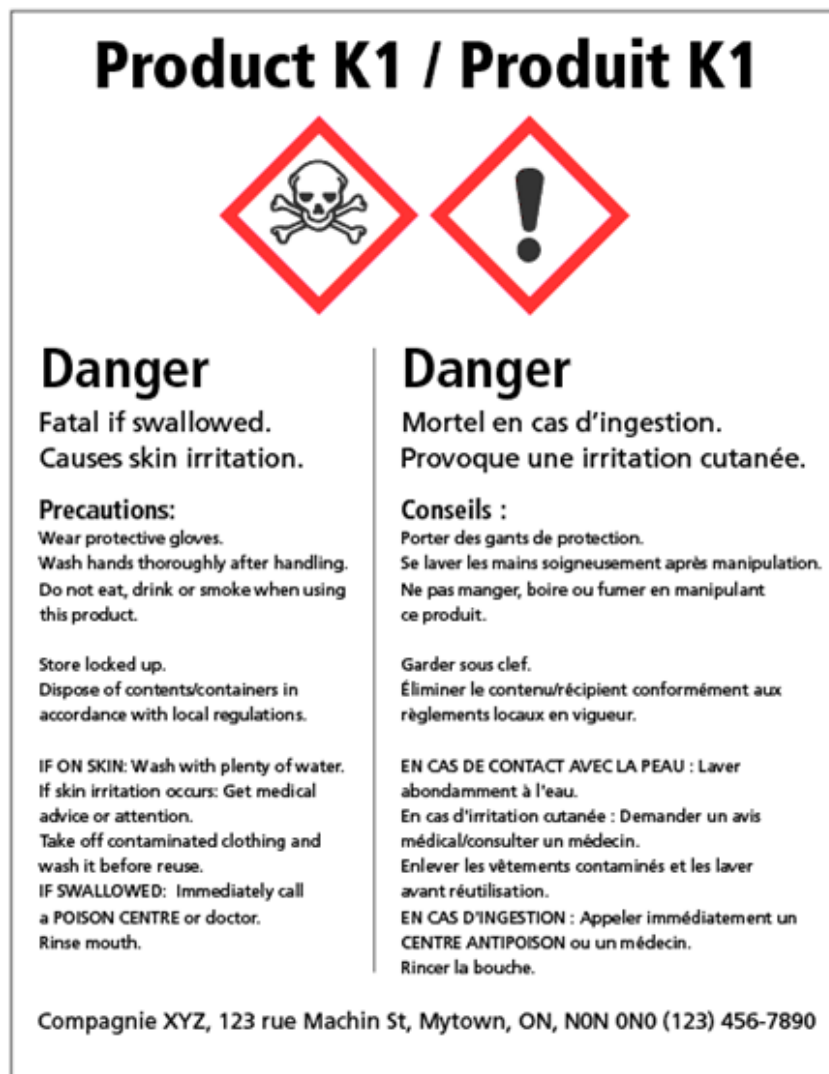 Product K1 / Produit K1
Danger
Fatal if swallowed.
Causes skin irritation.
Precautions:
Wear protective gloves.
Wash hands thoroughly after handling.
Do not eat, drink or smoke when using
this product.
Store locked up.
Dispose of contents/containers in
accordance with local regulations.
IF ON SKIN: Wash with plenty of water.
If skin irritation occurs: Get medical
advice or attention.
Take off contaminated clothing and
wash it before reuse.
IF SWALLOWED: Immediately call
a POISON CENTRE or doctor.
Rinse mouth.
Danger
Mortel en cas d'ingestion.
Provoque une irritation cutanée.
Conseils :
Porter des gants de protection.
Se laver les mains soigneusement après manipulation.
Ne pas manger, boire ou fumer en manipulant
ce produit.
Garder sous clef.
Éliminer le contenu/récipient conformément aux
règlements locaux en vigueur.
EN CAS DE CONTACT AVEC LA PEAU : Laver
abondamment à l'eau.
En cas d'irritation cutanée : Demander un avis
médical/consulter un médecin.
Enlever les vêtements contaminés et les laver
avant réutilisation.
EN CAS D'INGESTION : Appeler immédiatement un
CENTRE ANTIPOISON ou un médecin.
Rincer la bouche.
Compagnie XYZ, 123 rue Machin St, Mytown, ON, N0N 0N0 (123) 456-7890